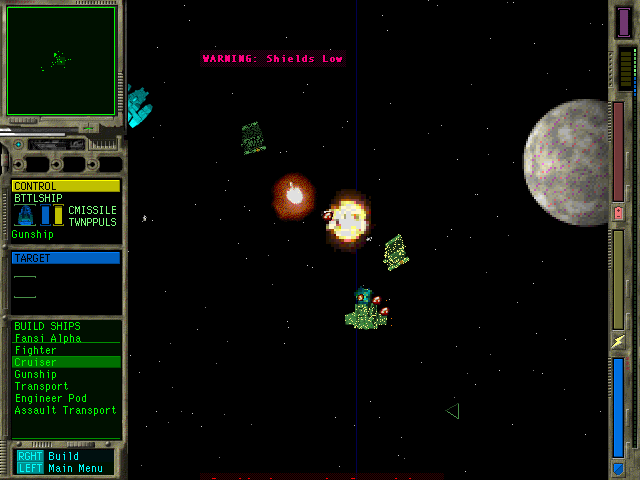 WARNING: Shields Low
CONTROL
BTTLSHIP
CMISSILE
TWNPPULS
Gunship
TARGET
BUILD SHIPS
Fansi Alpha
Fighter
Cruiser
Gunship
Transport
Engineer Pod
Assault Transport
RGHT Build
LEFT Main Menu